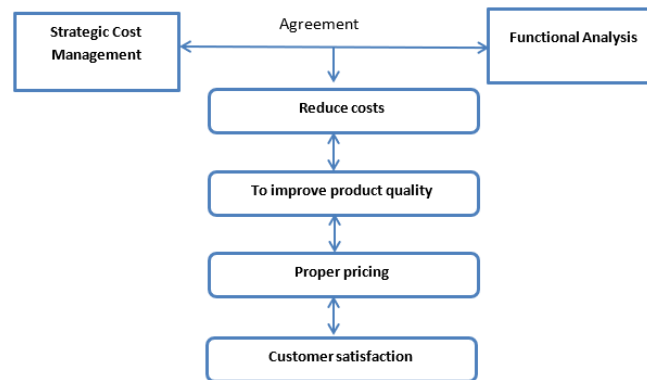 Strategic Cost
Management
Agreement
Functional Analysis
Reduce costs
To improve product quality
Proper pricing
Customer satisfaction